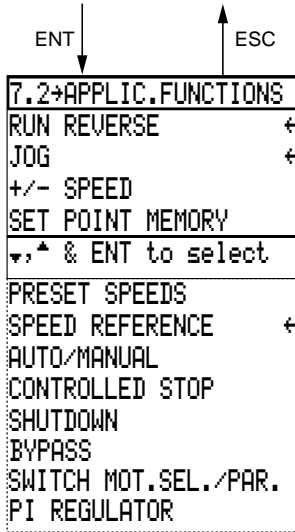 ENT ESC
7.2→APPLIC.FUNCTIONS
RUN REVERSE ←
JOG ←
+/- SPEED
SET POINT MEMORY
▼,▲ & ENT to select
PRESET SPEEDS
SPEED REFERENCE ←
AUTO/MANUAL
CONTROLLED STOP
SHUTDOWN
BYPASS
SWITCH MOT.SEL./PAR.
PI REGULATOR